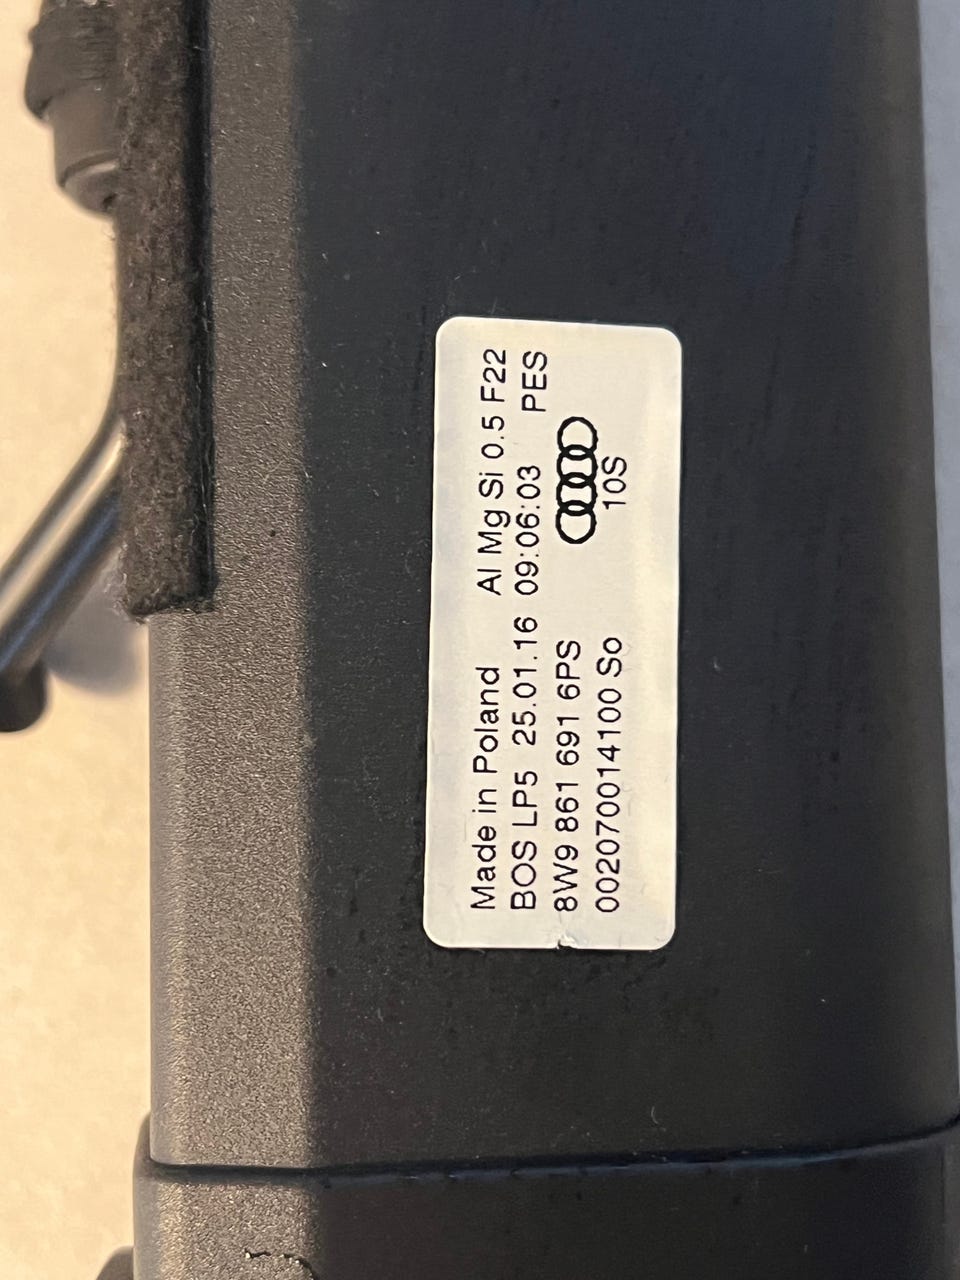 Made in Poland Al Mg Si 0.5 F22
BOS LP5 25.01.16 09:06:03 PES
8W9 861 691 6PS
002070014100 So 10S